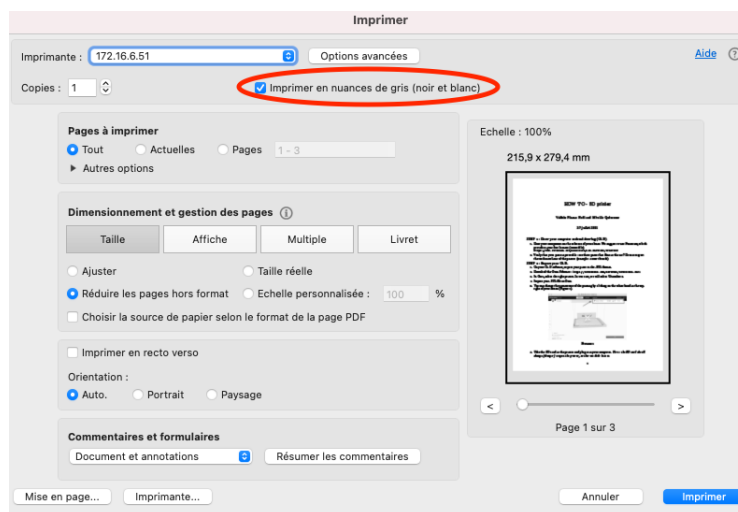 Imprimer
Imprimante : 172.16.6.51 Options avancées Aide ?
Copies : 1 Imprimer en nuances de gris (noir et blanc)
Pages à imprimer
Tout Actuelles Pages 1 - 3
Autres options
Dimensionnement et gestion des pages
Taille Affiche Multiple Livret
Ajuster Taille réelle
Réduire les pages hors format Echelle personnalisée : 100 %
Choisir la source de papier selon le format de la page PDF
Imprimer en recto verso
Orientation :
Auto. Portrait Paysage
Commentaires et formulaires
Document et annotations Résumer les commentaires
Echelle : 100%
215,9 x 279,4 mm
HOW TO- 3D printer
< >
Page 1 sur 3
Mise en page... Imprimante... Annuler Imprimer